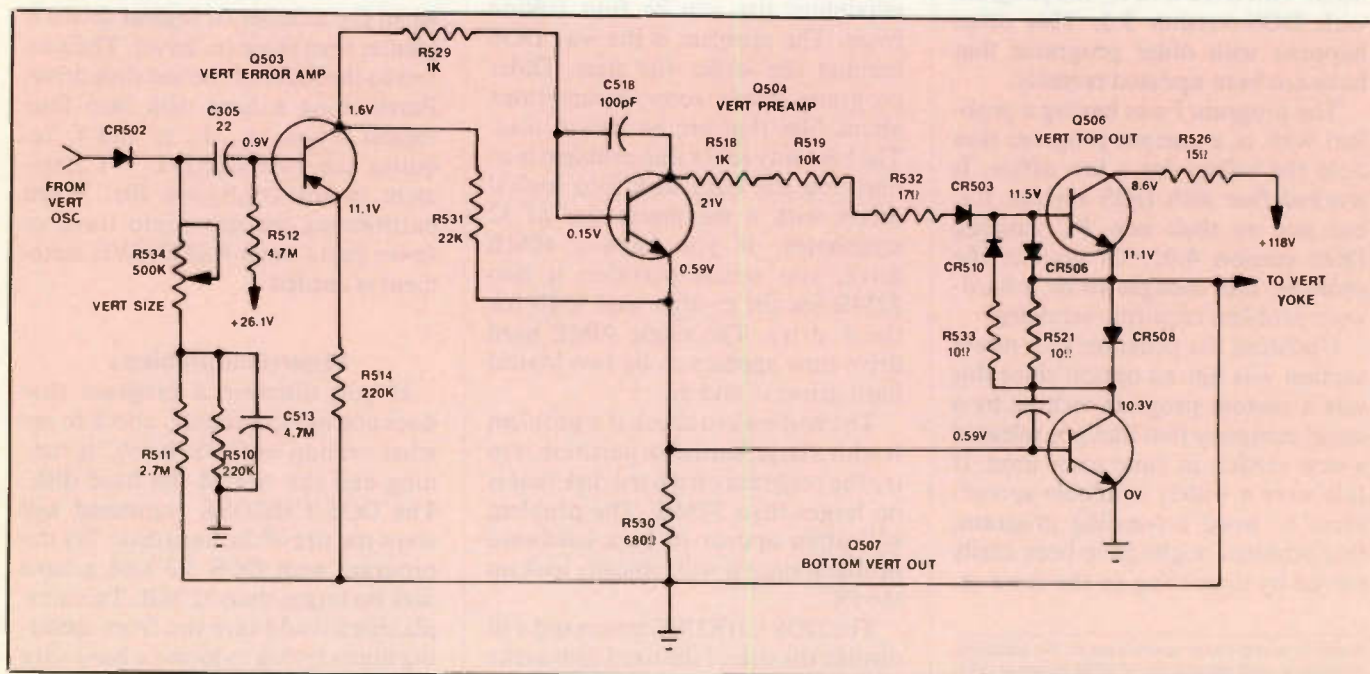 Q503
VERT ERROR AMP
R529
1K
C518
100pF
Q504
VERT PREAMP
Q506
VERT TOP OUT
R526
15Ω
CR502
C305
22
0.9V
1.6V
R518
1K
R519
10K
R532
17Ω
CR503
11.5V
8.6V
FROM
VERT
OSC
11.1V
R531
22K
21V
0.15V
0.59V
+118V
11.1V
TO VERT
YOKE
R534
500K
VERT SIZE
R512
4.7M
+26.1V
CR510
CR506
R533
10Ω
R521
10Ω
CR508
R514
220K
C513
4.7M
R511
2.7M
R510
220K
10.3V
0.59V
R530
680Ω
0V
Q507
BOTTOM VERT OUT